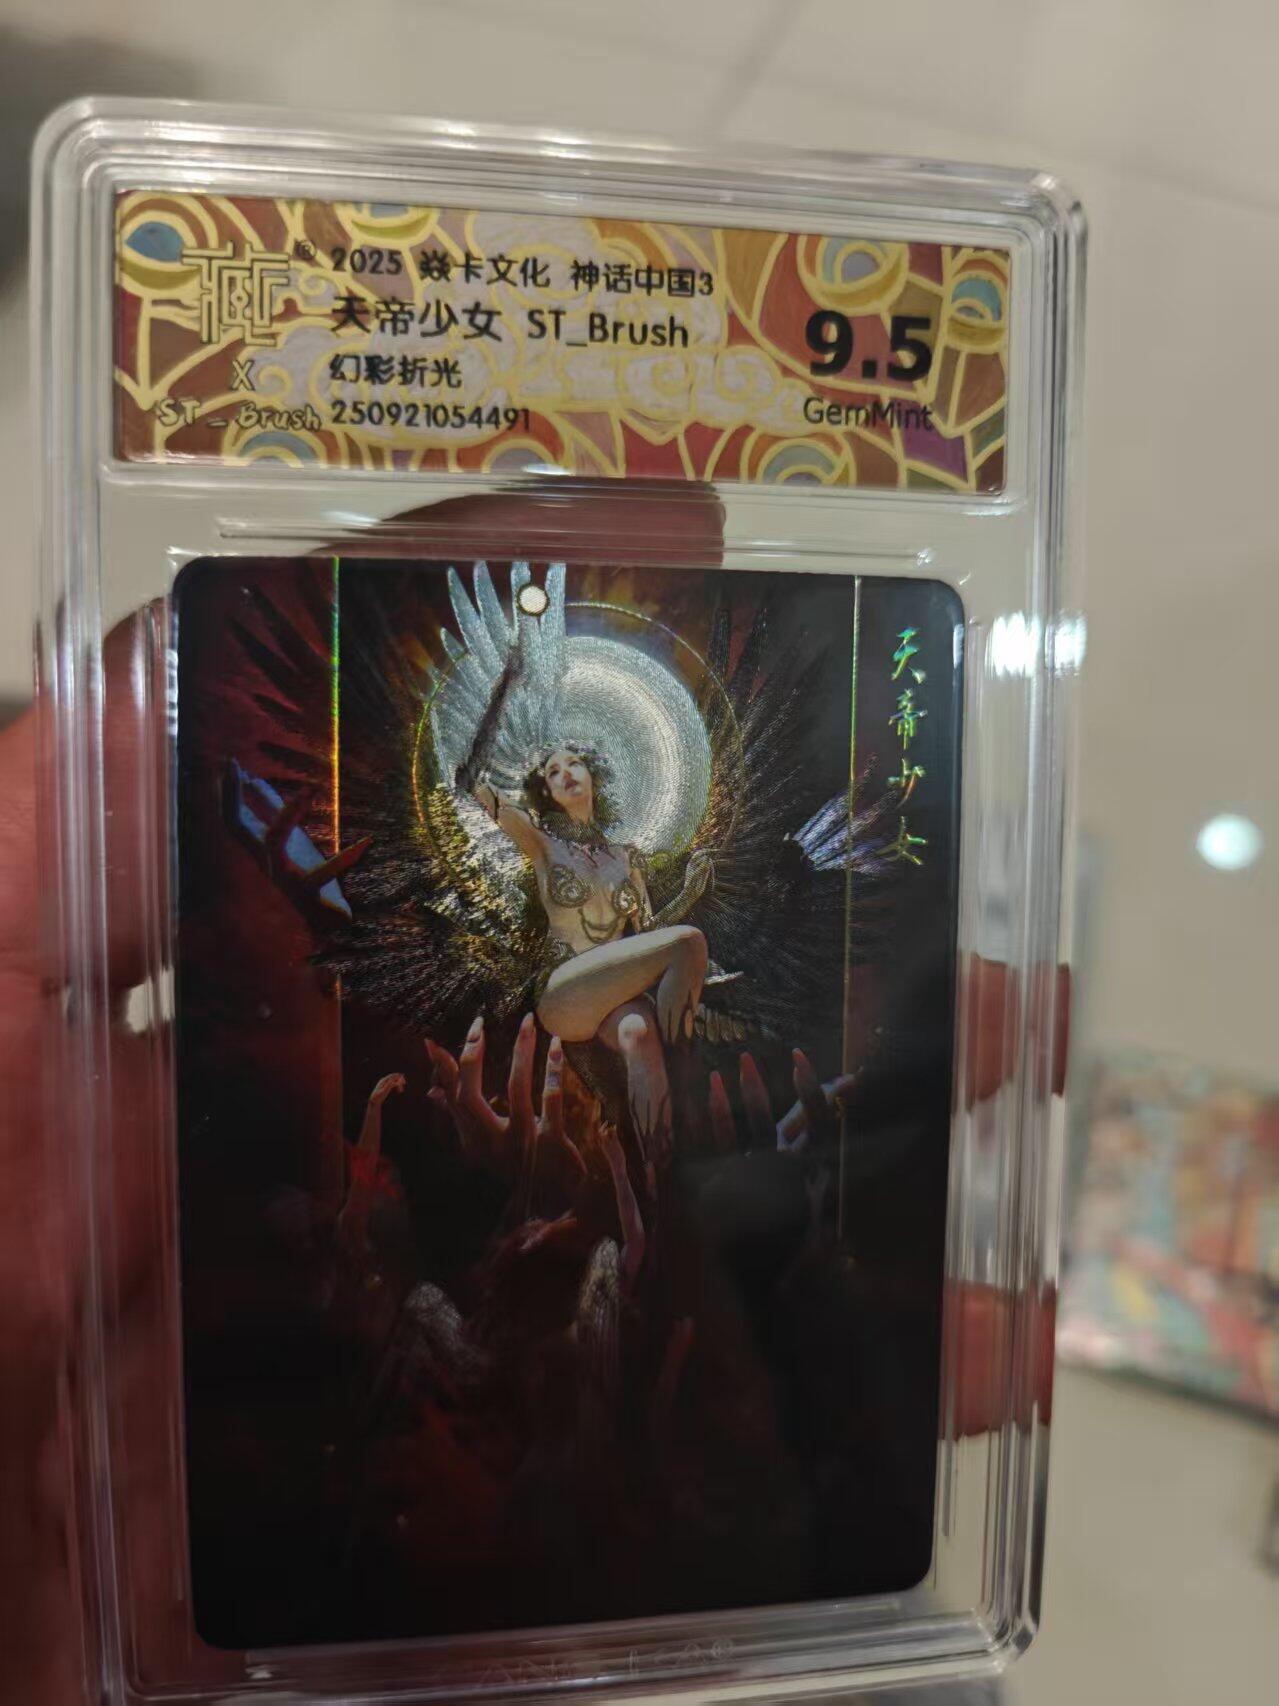 ® 2025 焱卡文化 神话中国3
天帝少女 ST_Brush
幻彩折光
250921054491
X
ST_Brush
9.5
GemMint
天帝少女